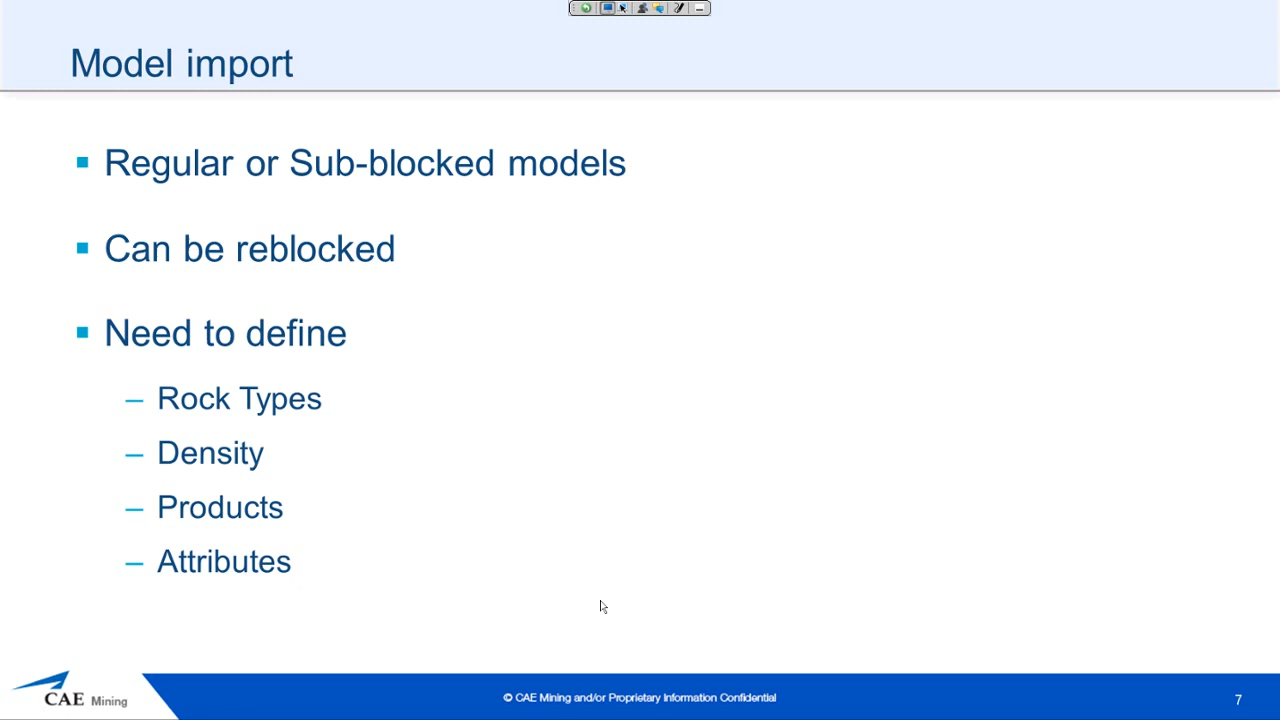 Model import
Regular or Sub-blocked models
Can be reblocked
Need to define
– Rock Types
– Density
– Products
– Attributes
CAE Mining
© CAE Mining and/or Proprietary Information Confidential
7